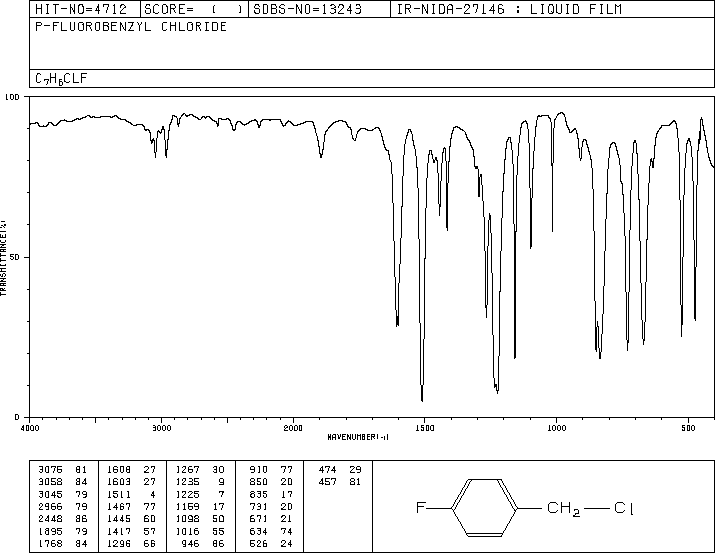 HIT-NO=4712 SCORE= ( ) SDBS-NO=13243 IR-NIDA-27146 : LIQUID FILM
P-FLUOROBENZYL CHLORIDE
C7H6CLF
100
50
0
TRANSMITTANCE(%)
4000 3000 2000 1500 1000 500
WAVENUMBER(-1)
3075 81 1608 27 1267 30 910 77 474 29
3058 84 1603 27 1235 9 850 20 457 81
3045 79 1511 4 1225 7 835 17
2966 79 1467 77 1159 17 731 20
2448 86 1445 60 1098 50 671 21
1895 79 1417 57 1016 55 634 74
1768 84 1296 66 946 86 526 24
F CH2 Cl